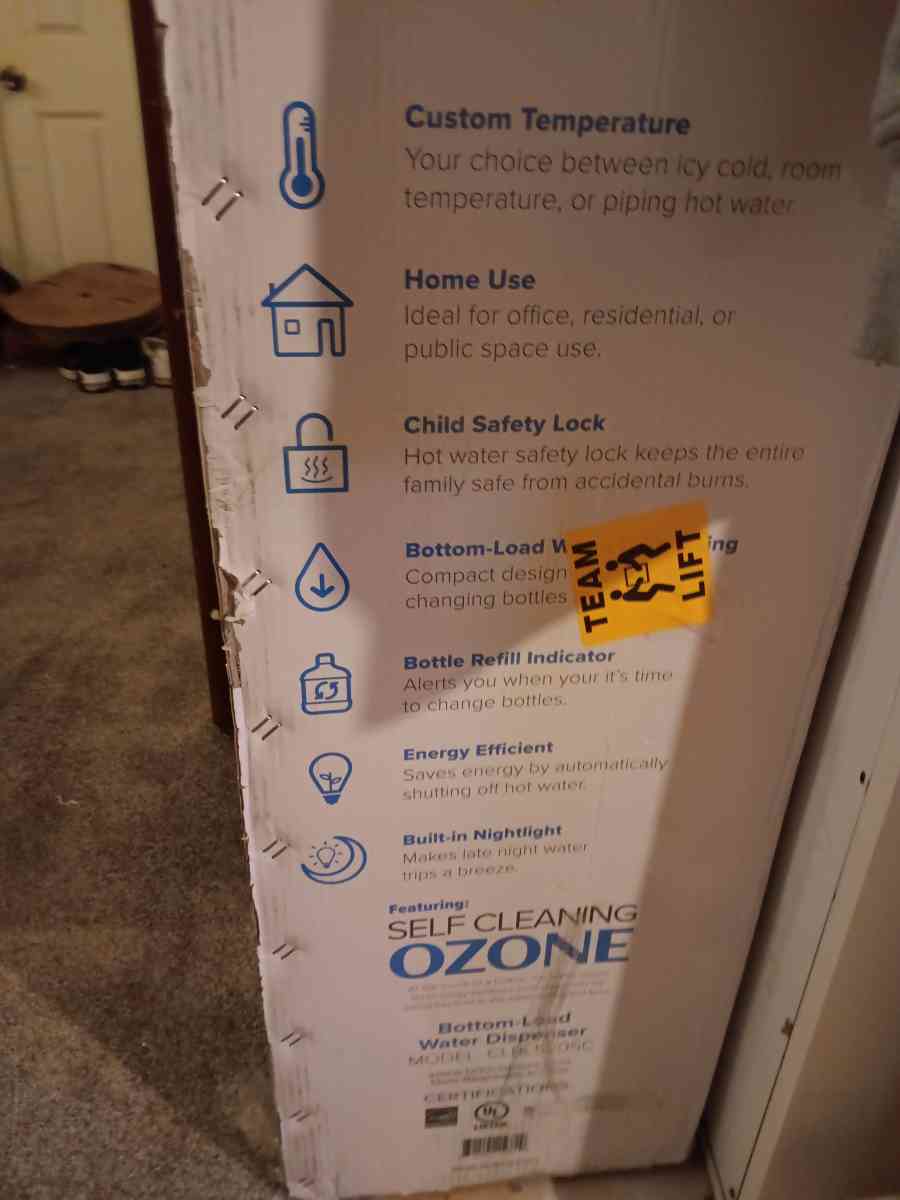 Custom Temperature
Your choice between icy cold, room
temperature, or piping hot water.
Home Use
Ideal for office, residential, or
public space use.
Child Safety Lock
Hot water safety lock keeps the entire
family safe from accidental burns.
Bottom-Load
Compact design
changing bottles
TEAM
LIFT
Bottle Refill Indicator
Alerts you when your it's time
to change bottles.
Energy Efficient
Saves energy by automatically
shutting off hot water.
Built-in Nightlight
Makes late night water
trips a breeze.
Featuring:
SELF CLEANING
OZONE
Bottom-Load
Water Dispenser
MODEL
CERTIFICATIONS
UL
LISTED